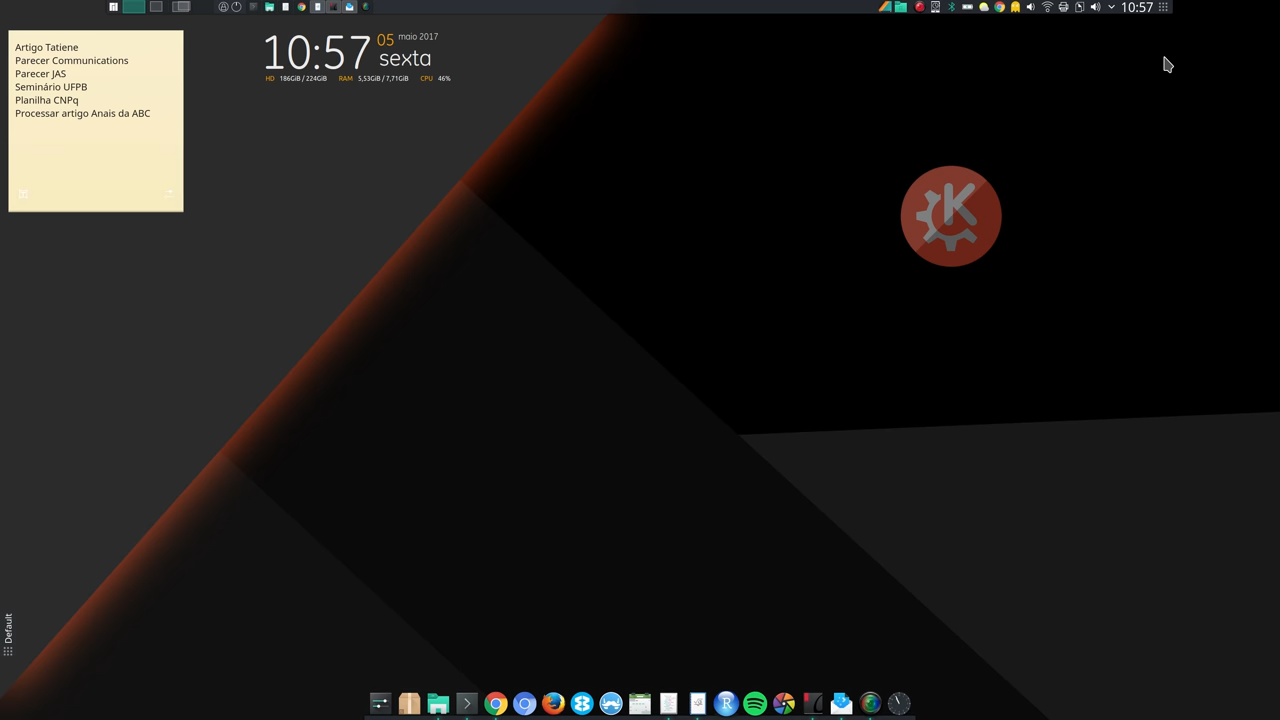 10:57
Artigo Tatiene
Parecer Communications
Parecer JAS
Seminário UFPB
Planilha CNPq
Processar artigo Anais da ABC
10:57 05 maio 2017
sexta
HD 186GiB / 224GiB RAM 5,53GiB / 7,71GiB CPU 46%
K
Default
R